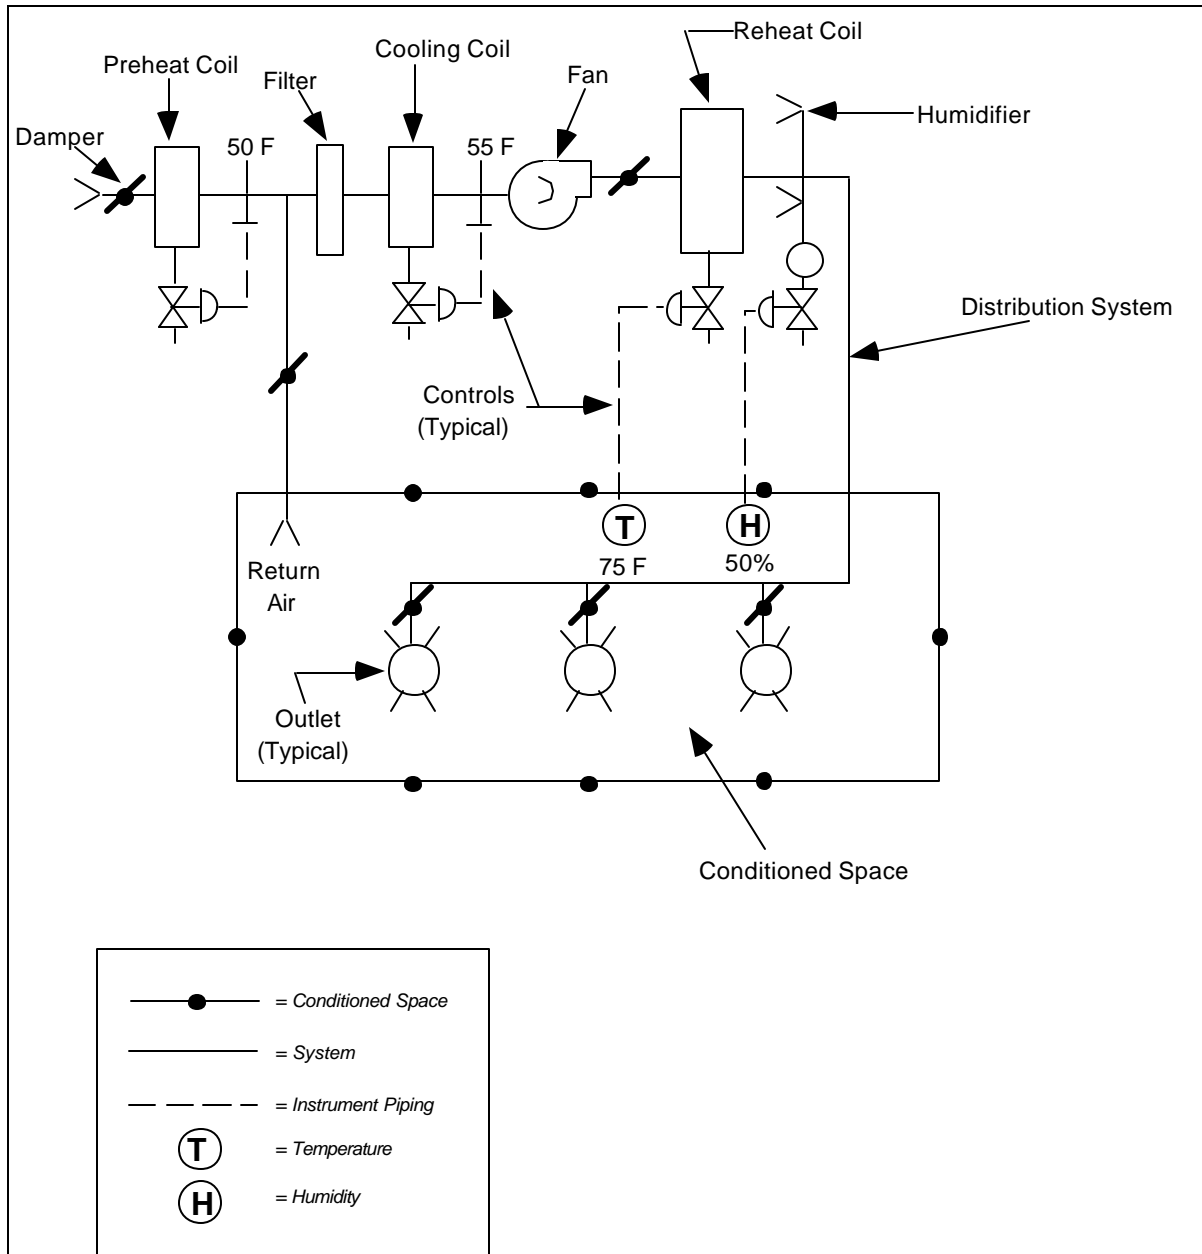 Reheat Coil
Cooling Coil
Preheat Coil
Fan
Filter
Humidifier
Damper
50 F
55 F
Distribution System
Controls
(Typical)
T
H
75 F
50%
Return
Air
Outlet
(Typical)
Conditioned Space
= Conditioned Space
= System
= Instrument Piping
T = Temperature
H = Humidity